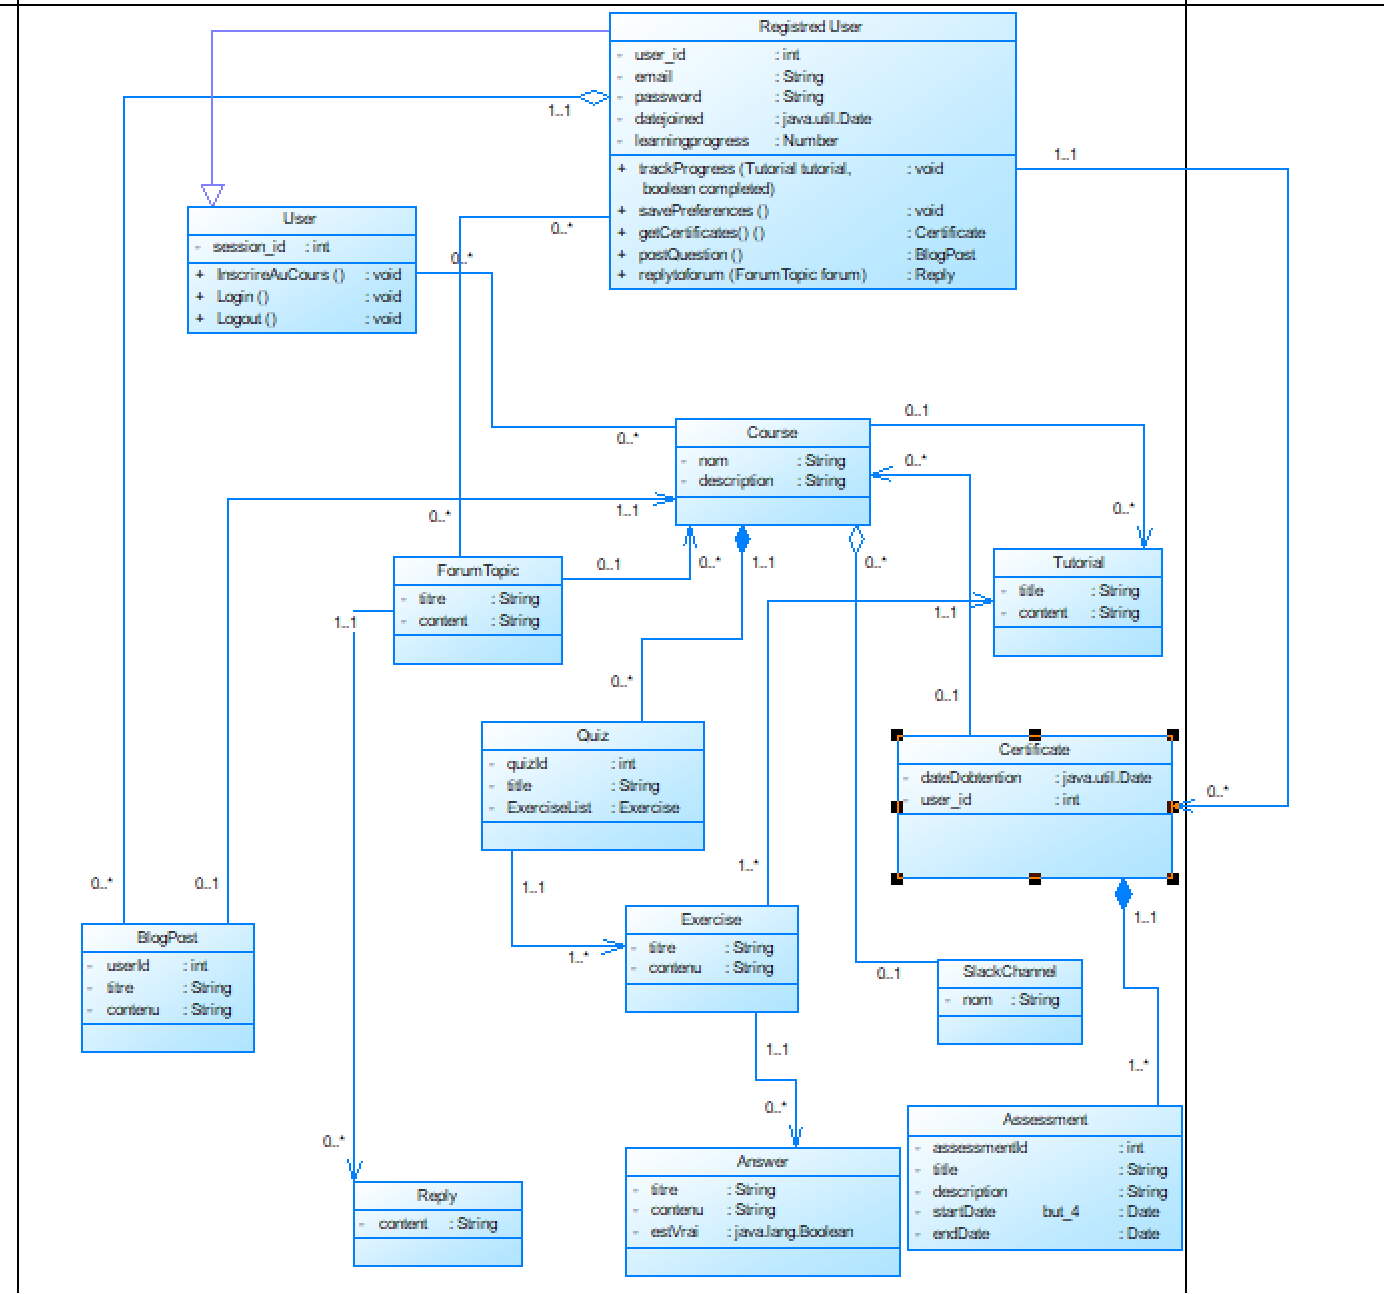 Registred User
- user_id : int
- email : String
- password : String
- datejoined : java.util.Date
- learningprogress : Number
+ trackProgress (Tutorial tutorial, : void
boolean completed)
+ savePreferences () : void
+ getCertificates() () : Certificate
+ postQuestion () : BlogPost
+ replytoforum (ForumTopic forum) : Reply
1..1
1..1
0..*
User
- session_id : int
+ InscrireAuCours () : void
+ Login () : void
+ Logout () : void
0..*
0..*
0..1
Course
- nom : String
- description : String
0..*
1..1
0..*
0..*
0..1
0..*
1..1
0..*
ForumTopic
- titre : String
- content : String
1..1
Tutorial
- title : String
- content : String
1..1
0..*
0..1
Quiz
- quizId : int
- title : String
- ExerciseList : Exercise
Certificate
- dateDobtention : java.util.Date
- user_id : int
0..*
1..*
1..1
0..*
0..1
1..1
BlogPost
- userId : int
- titre : String
- contenu : String
Exercise
- titre : String
- contenu : String
1..*
0..1
SlackChannel
- nom : String
1..1
1..*
0..*
0..*
Reply
- content : String
Answer
- titre : String
- contenu : String
- estVrai : java.lang.Boolean
Assessment
- assessmentId : int
- title : String
- description : String
- startDate but_4 : Date
- endDate : Date